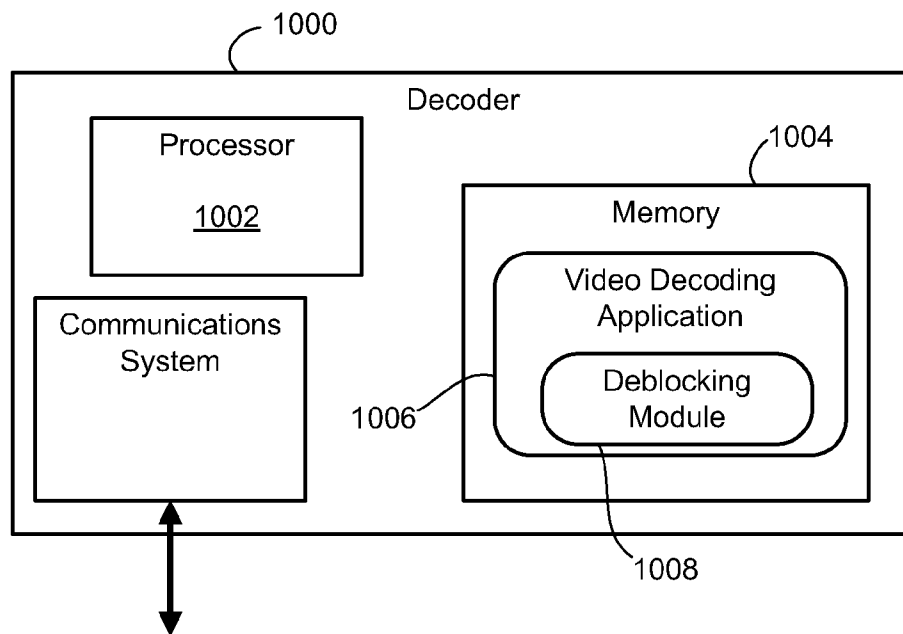 1000
Decoder
Processor
1002
1004
Memory
Video Decoding
Application
Communications
System
Deblocking
Module
1006
1008